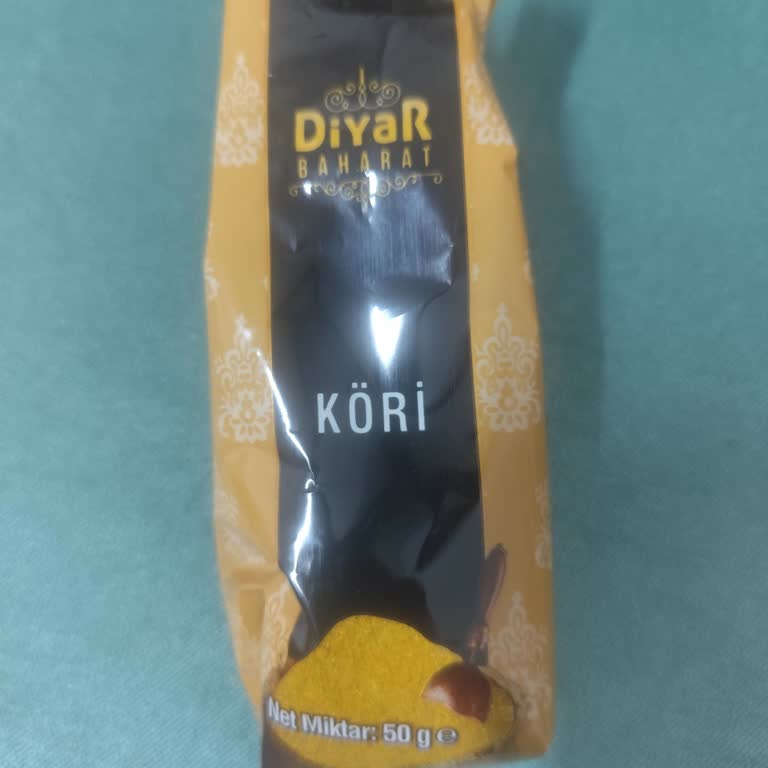 DiYaR
BAHARAT
KÖRİ
Net Miktar: 50 g ℮